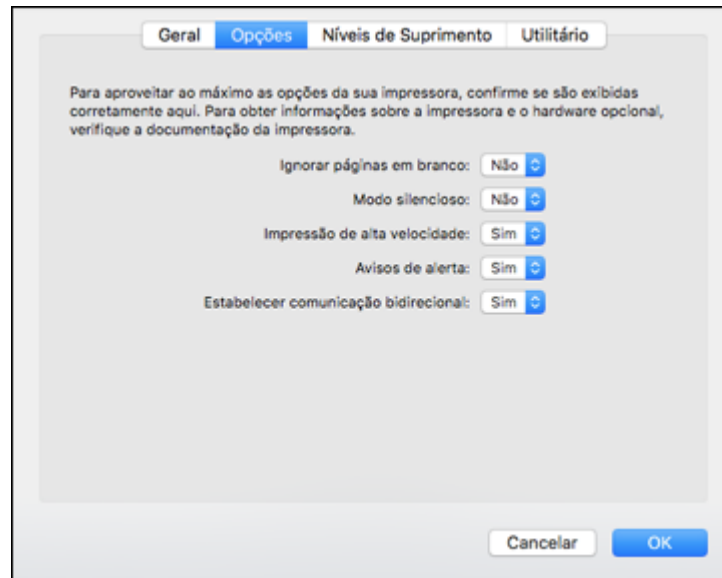 Geral Opções Níveis de Suprimento Utilitário
Para aproveitar ao máximo as opções da sua impressora, confirme se são exibidas
corretamente aqui. Para obter informações sobre a impressora e o hardware opcional,
verifique a documentação da impressora.
Ignorar páginas em branco: Não
Modo silencioso: Não
Impressão de alta velocidade: Sim
Avisos de alerta: Sim
Estabelecer comunicação bidirecional: Sim
Cancelar OK